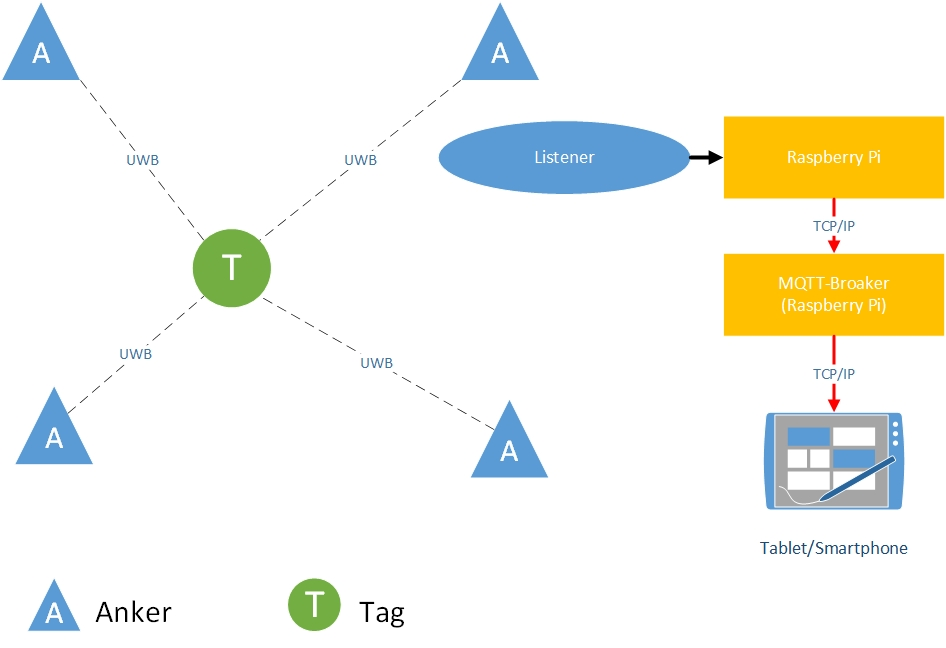 A
A
UWB
UWB
Listener
Raspberry Pi
TCP/IP
T
MQTT-Broaker
(Raspberry Pi)
UWB
UWB
TCP/IP
A
A
Tablet/Smartphone
A Anker
T Tag